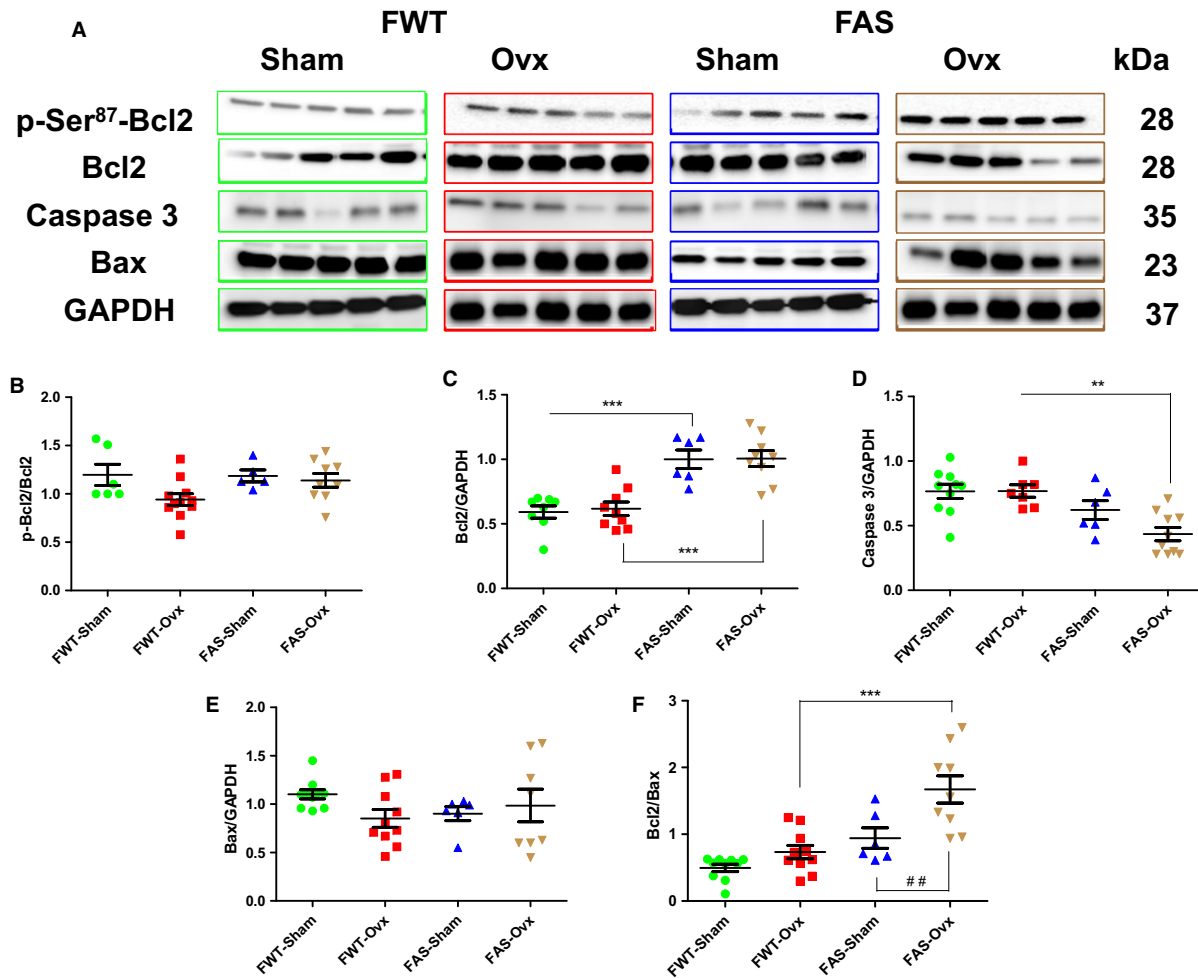 A
FWT FAS
Sham Ovx Sham Ovx kDa
p-Ser⁸⁷-Bcl2 28
Bcl2 28
Caspase 3 35
Bax 23
GAPDH 37
B
p-Bcl2/Bcl2
2.0
1.5
1.0
0.5
0.0
FWT-Sham FWT-Ovx FAS-Sham FAS-Ovx
C
Bcl2/GAPDH
1.5
1.0
0.5
0.0
***
***
FWT-Sham FWT-Ovx FAS-Sham FAS-Ovx
D
Caspase 3/GAPDH
1.5
1.0
0.5
0.0
**
FWT-Sham FWT-Ovx FAS-Sham FAS-Ovx
E
Bax/GAPDH
2.0
1.5
1.0
0.5
0.0
FWT-Sham FWT-Ovx FAS-Sham FAS-Ovx
F
Bcl2/Bax
3
2
1
0
***
# #
FWT-Sham FWT-Ovx FAS-Sham FAS-Ovx